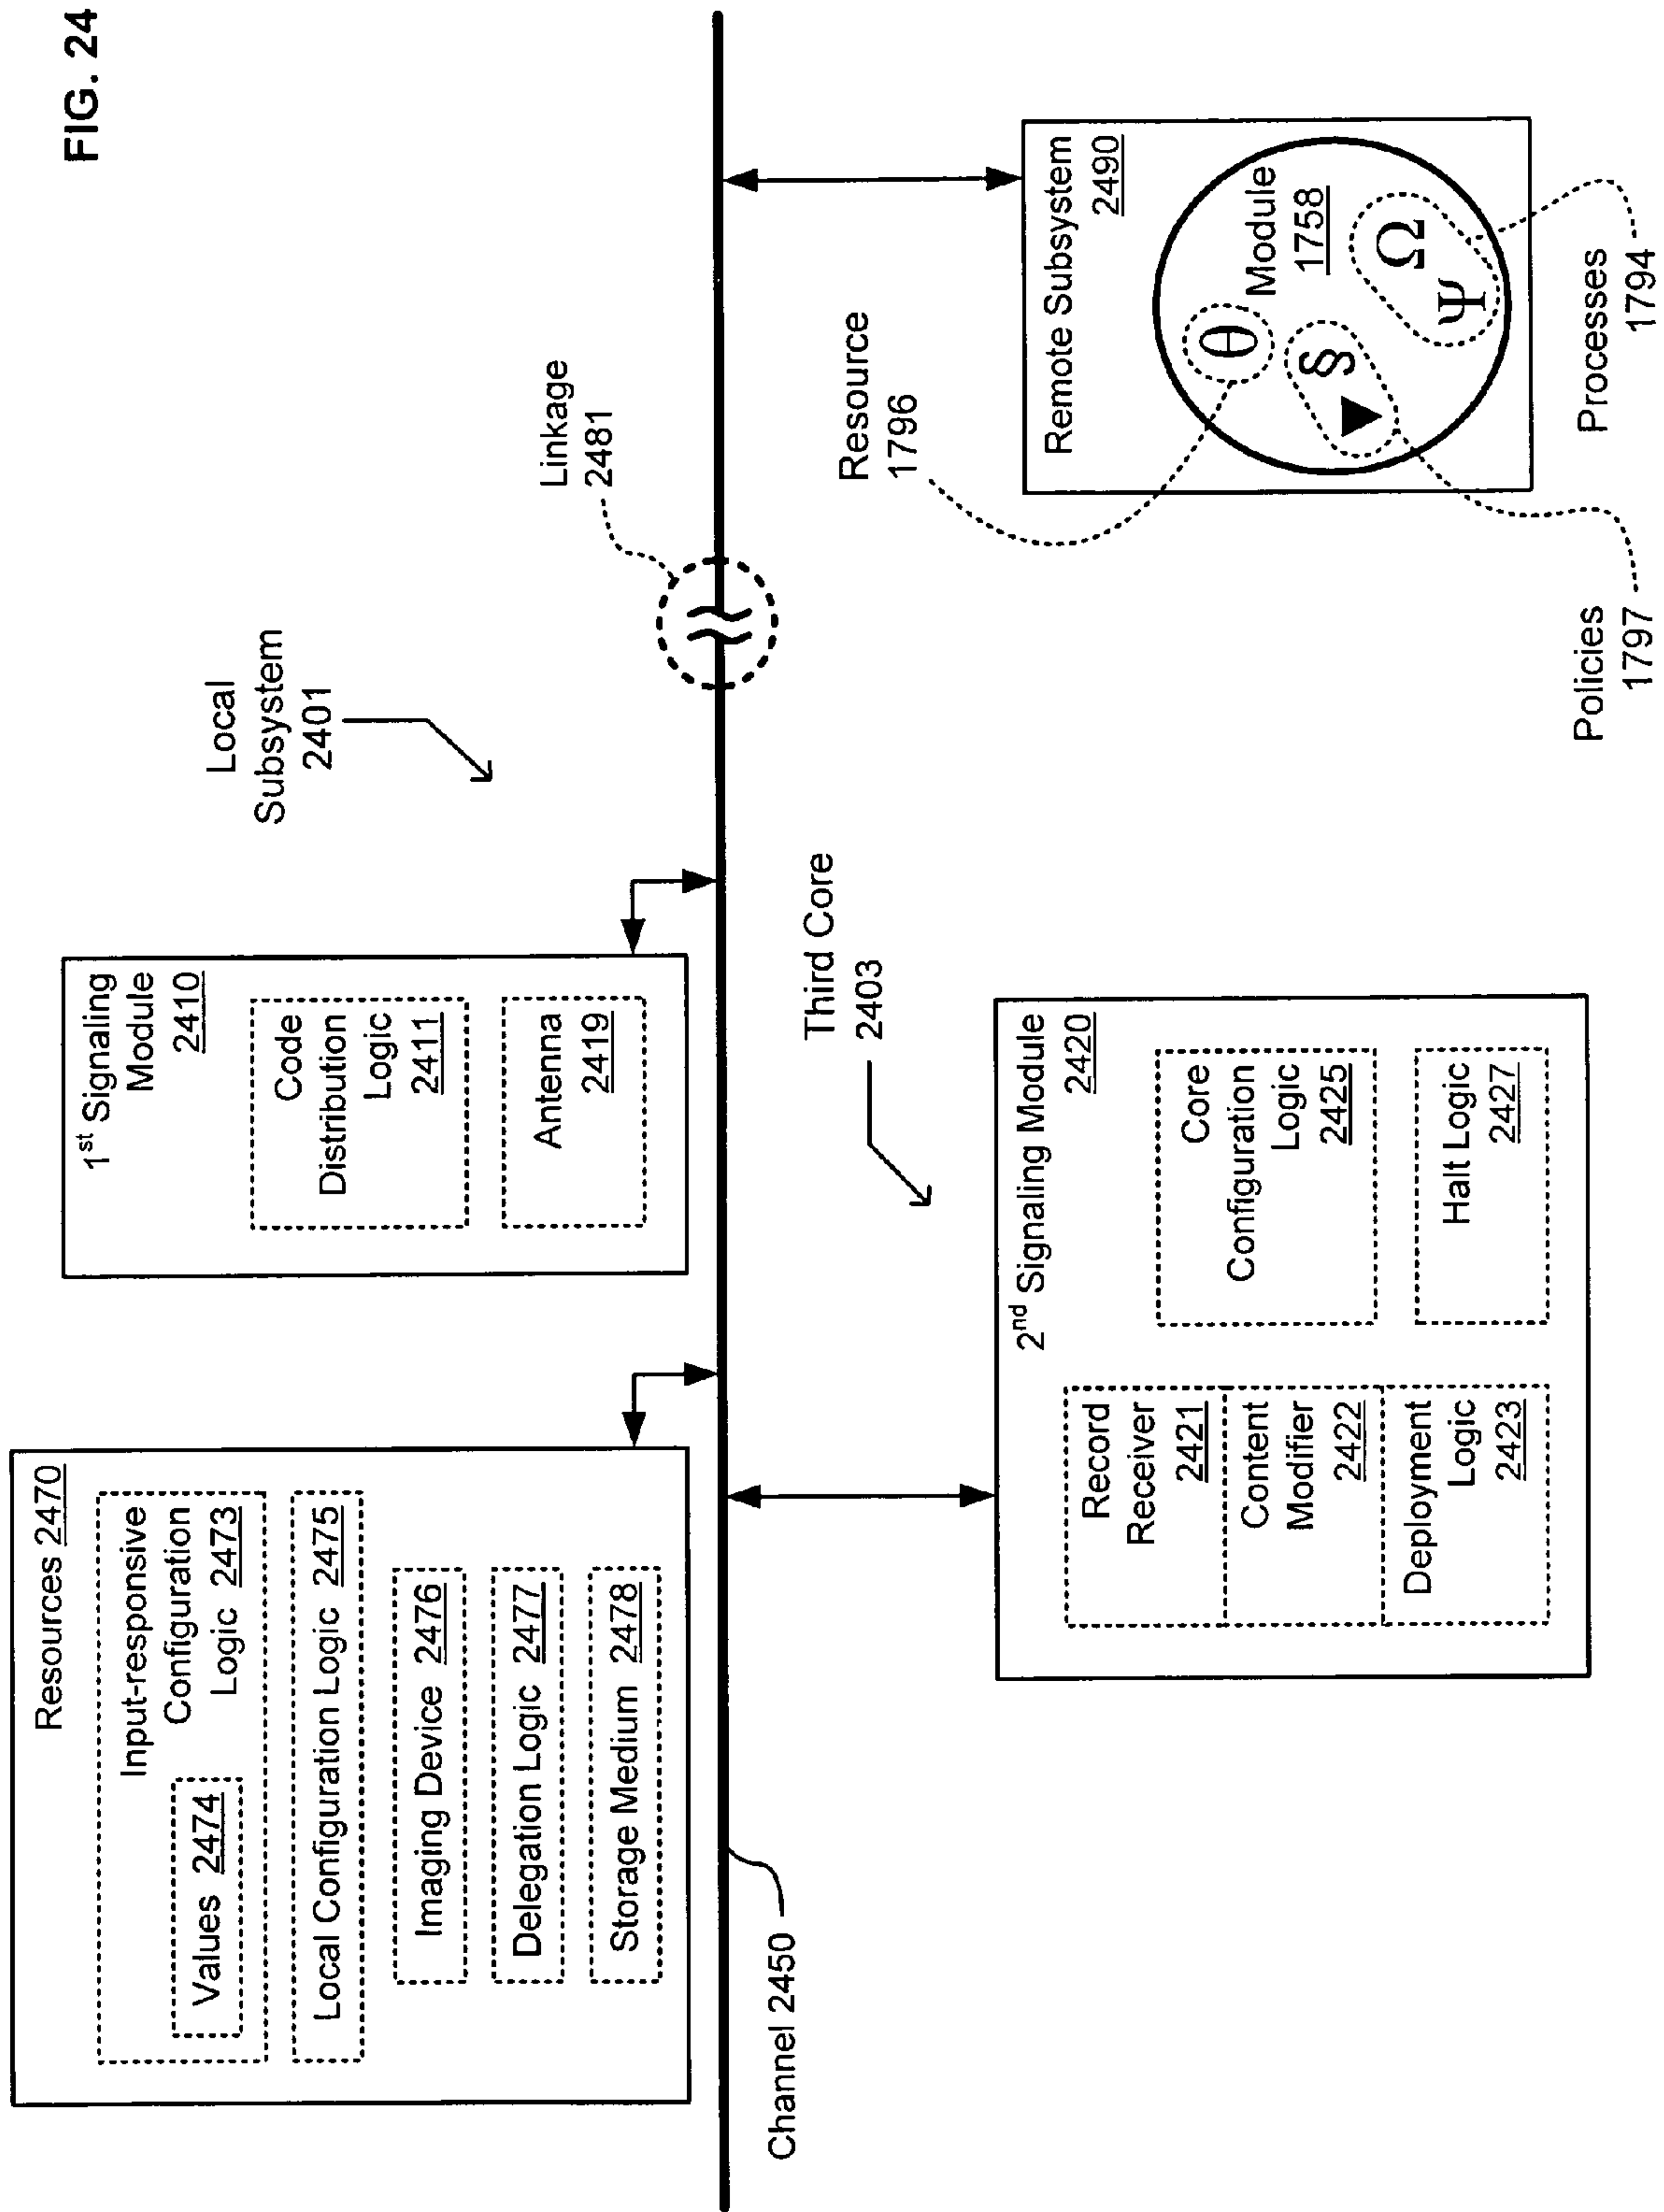 FIG. 24
Resources 2470
Input-responsive
Configuration
Logic 2473
Values 2474
Local Configuration Logic 2475
Imaging Device 2476
Delegation Logic 2477
Storage Medium 2478
1st Signaling
Module
2410
Code
Distribution
Logic
2411
Antenna
2419
Local
Subsystem
2401
Linkage
2481
Channel 2450
Third Core
2403
2nd Signaling Module
2420
Record
Receiver
2421
Content
Modifier
2422
Deployment
Logic
2423
Core
Configuration
Logic
2425
Halt Logic
2427
Resource
1796
Remote Subsystem
2490
Module
1758
θ
▼ §
Ψ Ω
Policies
1797
Processes
1794